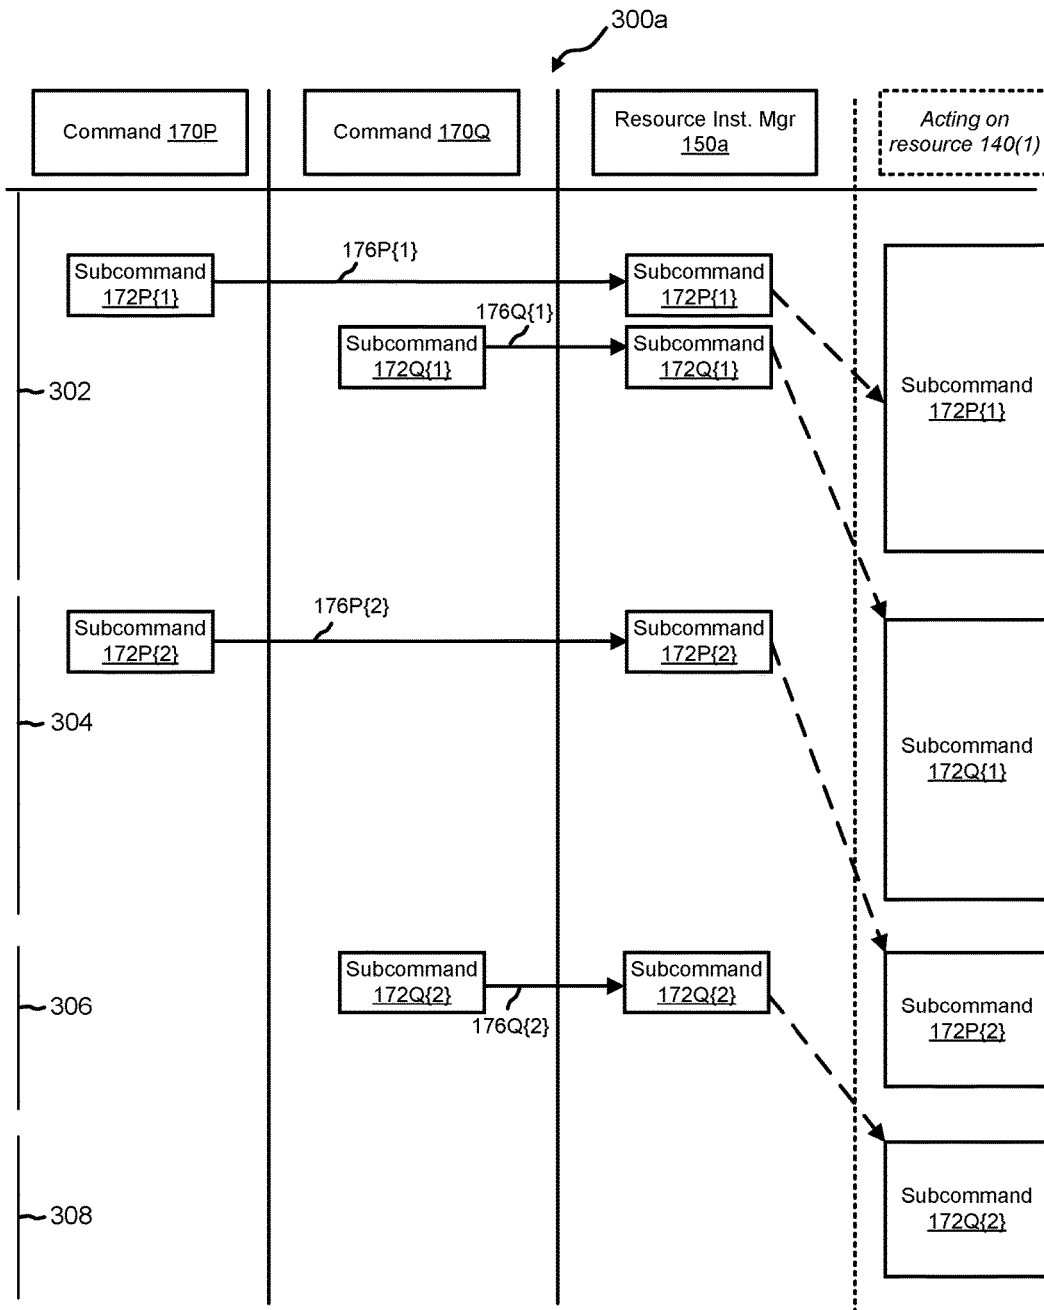 300a
Command 170P
Command 170Q
Resource Inst. Mgr
150a
Acting on
resource 140(1)
Subcommand
172P{1}
176P{1}
Subcommand
172P{1}
Subcommand
172Q{1}
176Q{1}
Subcommand
172Q{1}
Subcommand
172P{1}
302
Subcommand
172P{2}
176P{2}
Subcommand
172P{2}
304
Subcommand
172Q{1}
Subcommand
172Q{2}
176Q{2}
Subcommand
172Q{2}
306
Subcommand
172P{2}
308
Subcommand
172Q{2}